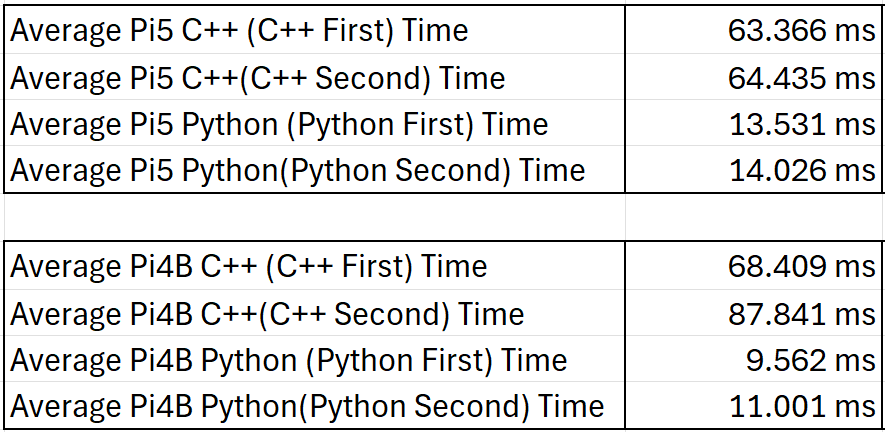 Average Pi5 C++ (C++ First) Time 63.366 ms
Average Pi5 C++(C++ Second) Time 64.435 ms
Average Pi5 Python (Python First) Time 13.531 ms
Average Pi5 Python(Python Second) Time 14.026 ms
Average Pi4B C++ (C++ First) Time 68.409 ms
Average Pi4B C++(C++ Second) Time 87.841 ms
Average Pi4B Python (Python First) Time 9.562 ms
Average Pi4B Python(Python Second) Time 11.001 ms